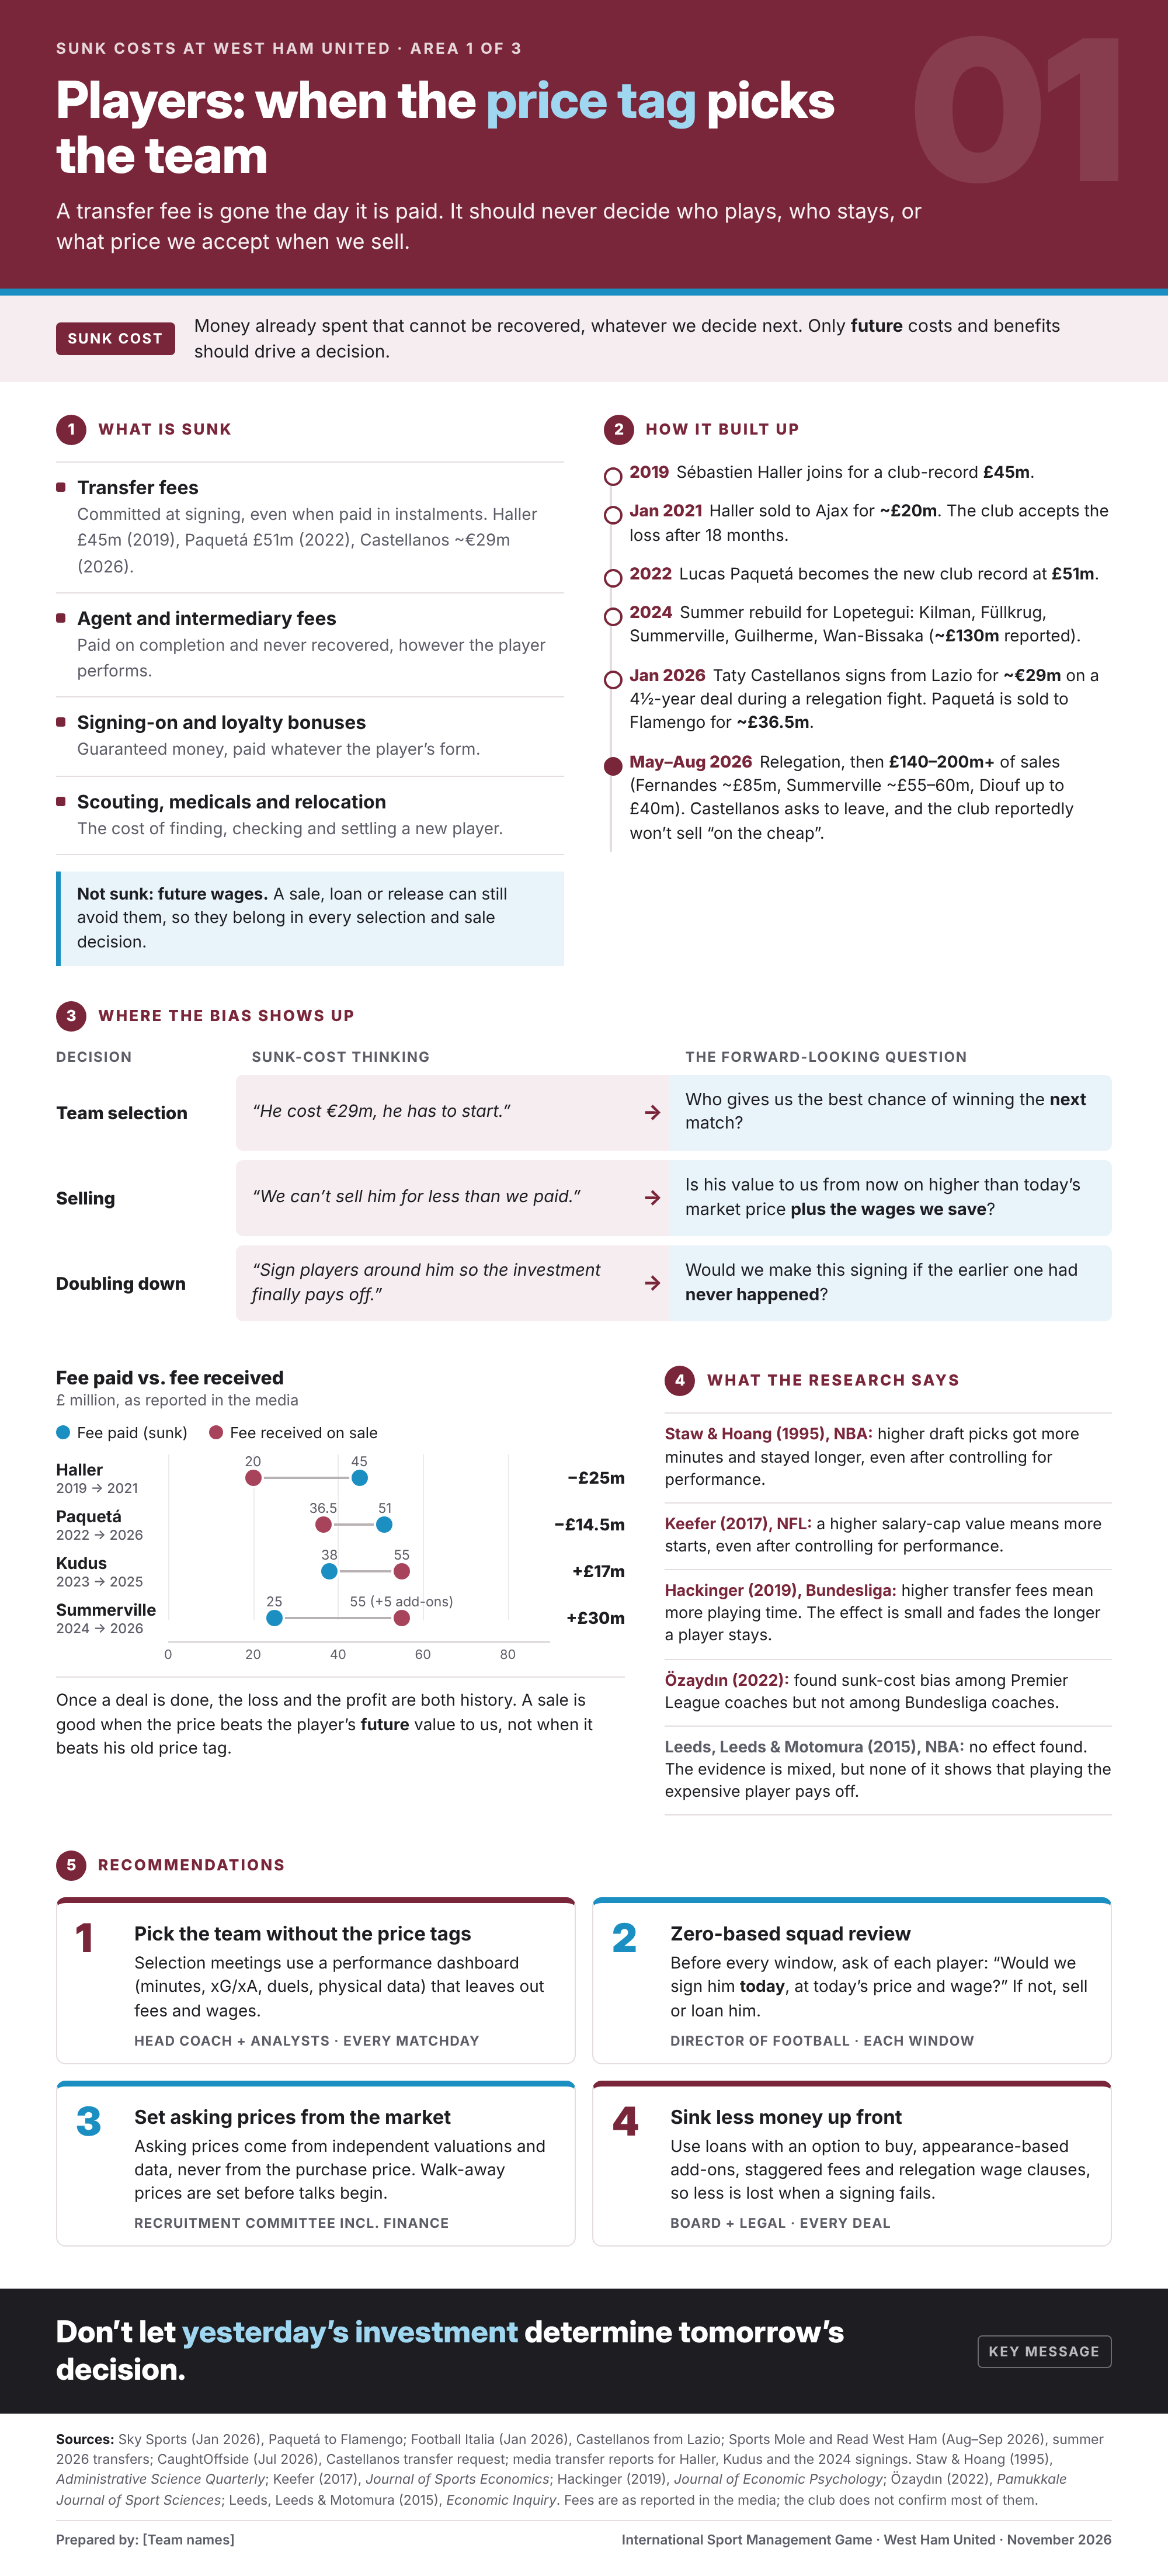 SUNK COSTS AT WEST HAM UNITED · AREA 1 OF 3
01
Players: when the price tag picks
the team
A transfer fee is gone the day it is paid. It should never decide who plays, who stays, or
what price we accept when we sell.
SUNK COST
Money already spent that cannot be recovered, whatever we decide next. Only future costs and benefits
should drive a decision.
1 WHAT IS SUNK
Transfer fees
Committed at signing, even when paid in instalments. Haller
£45m (2019), Paquetá £51m (2022), Castellanos ~€29m
(2026).
Agent and intermediary fees
Paid on completion and never recovered, however the player
performs.
Signing-on and loyalty bonuses
Guaranteed money, paid whatever the player’s form.
Scouting, medicals and relocation
The cost of finding, checking and settling a new player.
Not sunk: future wages. A sale, loan or release can still
avoid them, so they belong in every selection and sale
decision.
2 HOW IT BUILT UP
2019 Sébastien Haller joins for a club-record £45m.
Jan 2021 Haller sold to Ajax for ~£20m. The club accepts the
loss after 18 months.
2022 Lucas Paquetá becomes the new club record at £51m.
2024 Summer rebuild for Lopetegui: Kilman, Füllkrug,
Summerville, Guilherme, Wan-Bissaka (~£130m reported).
Jan 2026 Taty Castellanos signs from Lazio for ~€29m on a
4½-year deal during a relegation fight. Paquetá is sold to
Flamengo for ~£36.5m.
May–Aug 2026 Relegation, then £140–200m+ of sales
(Fernandes ~£85m, Summerville ~£55–60m, Diouf up to
£40m). Castellanos asks to leave, and the club reportedly
won’t sell “on the cheap”.
3 WHERE THE BIAS SHOWS UP
DECISION SUNK-COST THINKING THE FORWARD-LOOKING QUESTION
Team selection
“He cost €29m, he has to start.” →
Who gives us the best chance of winning the next
match?
Selling
“We can’t sell him for less than we paid.” →
Is his value to us from now on higher than today’s
market price plus the wages we save?
Doubling down
“Sign players around him so the investment
finally pays off.” →
Would we make this signing if the earlier one had
never happened?
Fee paid vs. fee received
£ million, as reported in the media
Fee paid (sunk) Fee received on sale
Haller
2019 → 2021
20 45
−£25m
Paquetá
2022 → 2026
36.5 51
−£14.5m
Kudus
2023 → 2025
38 55
+£17m
Summerville
2024 → 2026
25 55 (+5 add-ons)
+£30m
0 20 40 60 80
Once a deal is done, the loss and the profit are both history. A sale is
good when the price beats the player’s future value to us, not when it
beats his old price tag.
4 WHAT THE RESEARCH SAYS
Staw & Hoang (1995), NBA: higher draft picks got more
minutes and stayed longer, even after controlling for
performance.
Keefer (2017), NFL: a higher salary-cap value means more
starts, even after controlling for performance.
Hackinger (2019), Bundesliga: higher transfer fees mean
more playing time. The effect is small and fades the longer
a player stays.
Özaydın (2022): found sunk-cost bias among Premier
League coaches but not among Bundesliga coaches.
Leeds, Leeds & Motomura (2015), NBA: no effect found.
The evidence is mixed, but none of it shows that playing the
expensive player pays off.
5 RECOMMENDATIONS
1 Pick the team without the price tags
Selection meetings use a performance dashboard
(minutes, xG/xA, duels, physical data) that leaves out
fees and wages.
HEAD COACH + ANALYSTS · EVERY MATCHDAY
2 Zero-based squad review
Before every window, ask of each player: “Would we
sign him today, at today’s price and wage?” If not, sell
or loan him.
DIRECTOR OF FOOTBALL · EACH WINDOW
3 Set asking prices from the market
Asking prices come from independent valuations and
data, never from the purchase price. Walk-away
prices are set before talks begin.
RECRUITMENT COMMITTEE INCL. FINANCE
4 Sink less money up front
Use loans with an option to buy, appearance-based
add-ons, staggered fees and relegation wage clauses,
so less is lost when a signing fails.
BOARD + LEGAL · EVERY DEAL
Don’t let yesterday’s investment determine tomorrow’s
decision.
KEY MESSAGE
Sources: Sky Sports (Jan 2026), Paquetá to Flamengo; Football Italia (Jan 2026), Castellanos from Lazio; Sports Mole and Read West Ham (Aug–Sep 2026), summer
2026 transfers; CaughtOffside (Jul 2026), Castellanos transfer request; media transfer reports for Haller, Kudus and the 2024 signings. Staw & Hoang (1995),
Administrative Science Quarterly; Keefer (2017), Journal of Sports Economics; Hackinger (2019), Journal of Economic Psychology; Özaydın (2022), Pamukkale
Journal of Sport Sciences; Leeds, Leeds & Motomura (2015), Economic Inquiry. Fees are as reported in the media; the club does not confirm most of them.
Prepared by: [Team names]
International Sport Management Game · West Ham United · November 2026